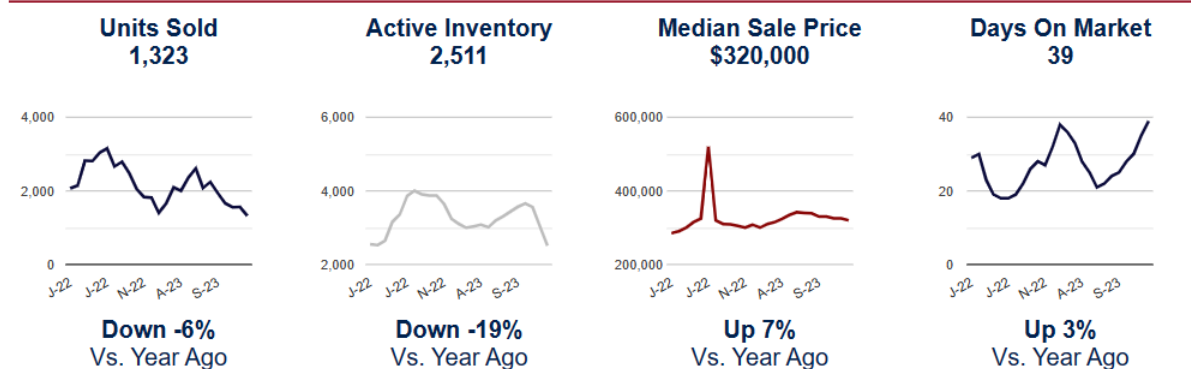 Units Sold
1,323
4,000
2,000
0
J-22
J-22
N-22
A-23
S-23
Down -6%
Vs. Year Ago
Active Inventory
2,511
6,000
4,000
2,000
J-22
J-22
N-22
A-23
S-23
Down -19%
Vs. Year Ago
Median Sale Price
$320,000
600,000
400,000
200,000
J-22
J-22
N-22
A-23
S-23
Up 7%
Vs. Year Ago
Days On Market
39
40
20
0
J-22
J-22
N-22
A-23
S-23
Up 3%
Vs. Year Ago